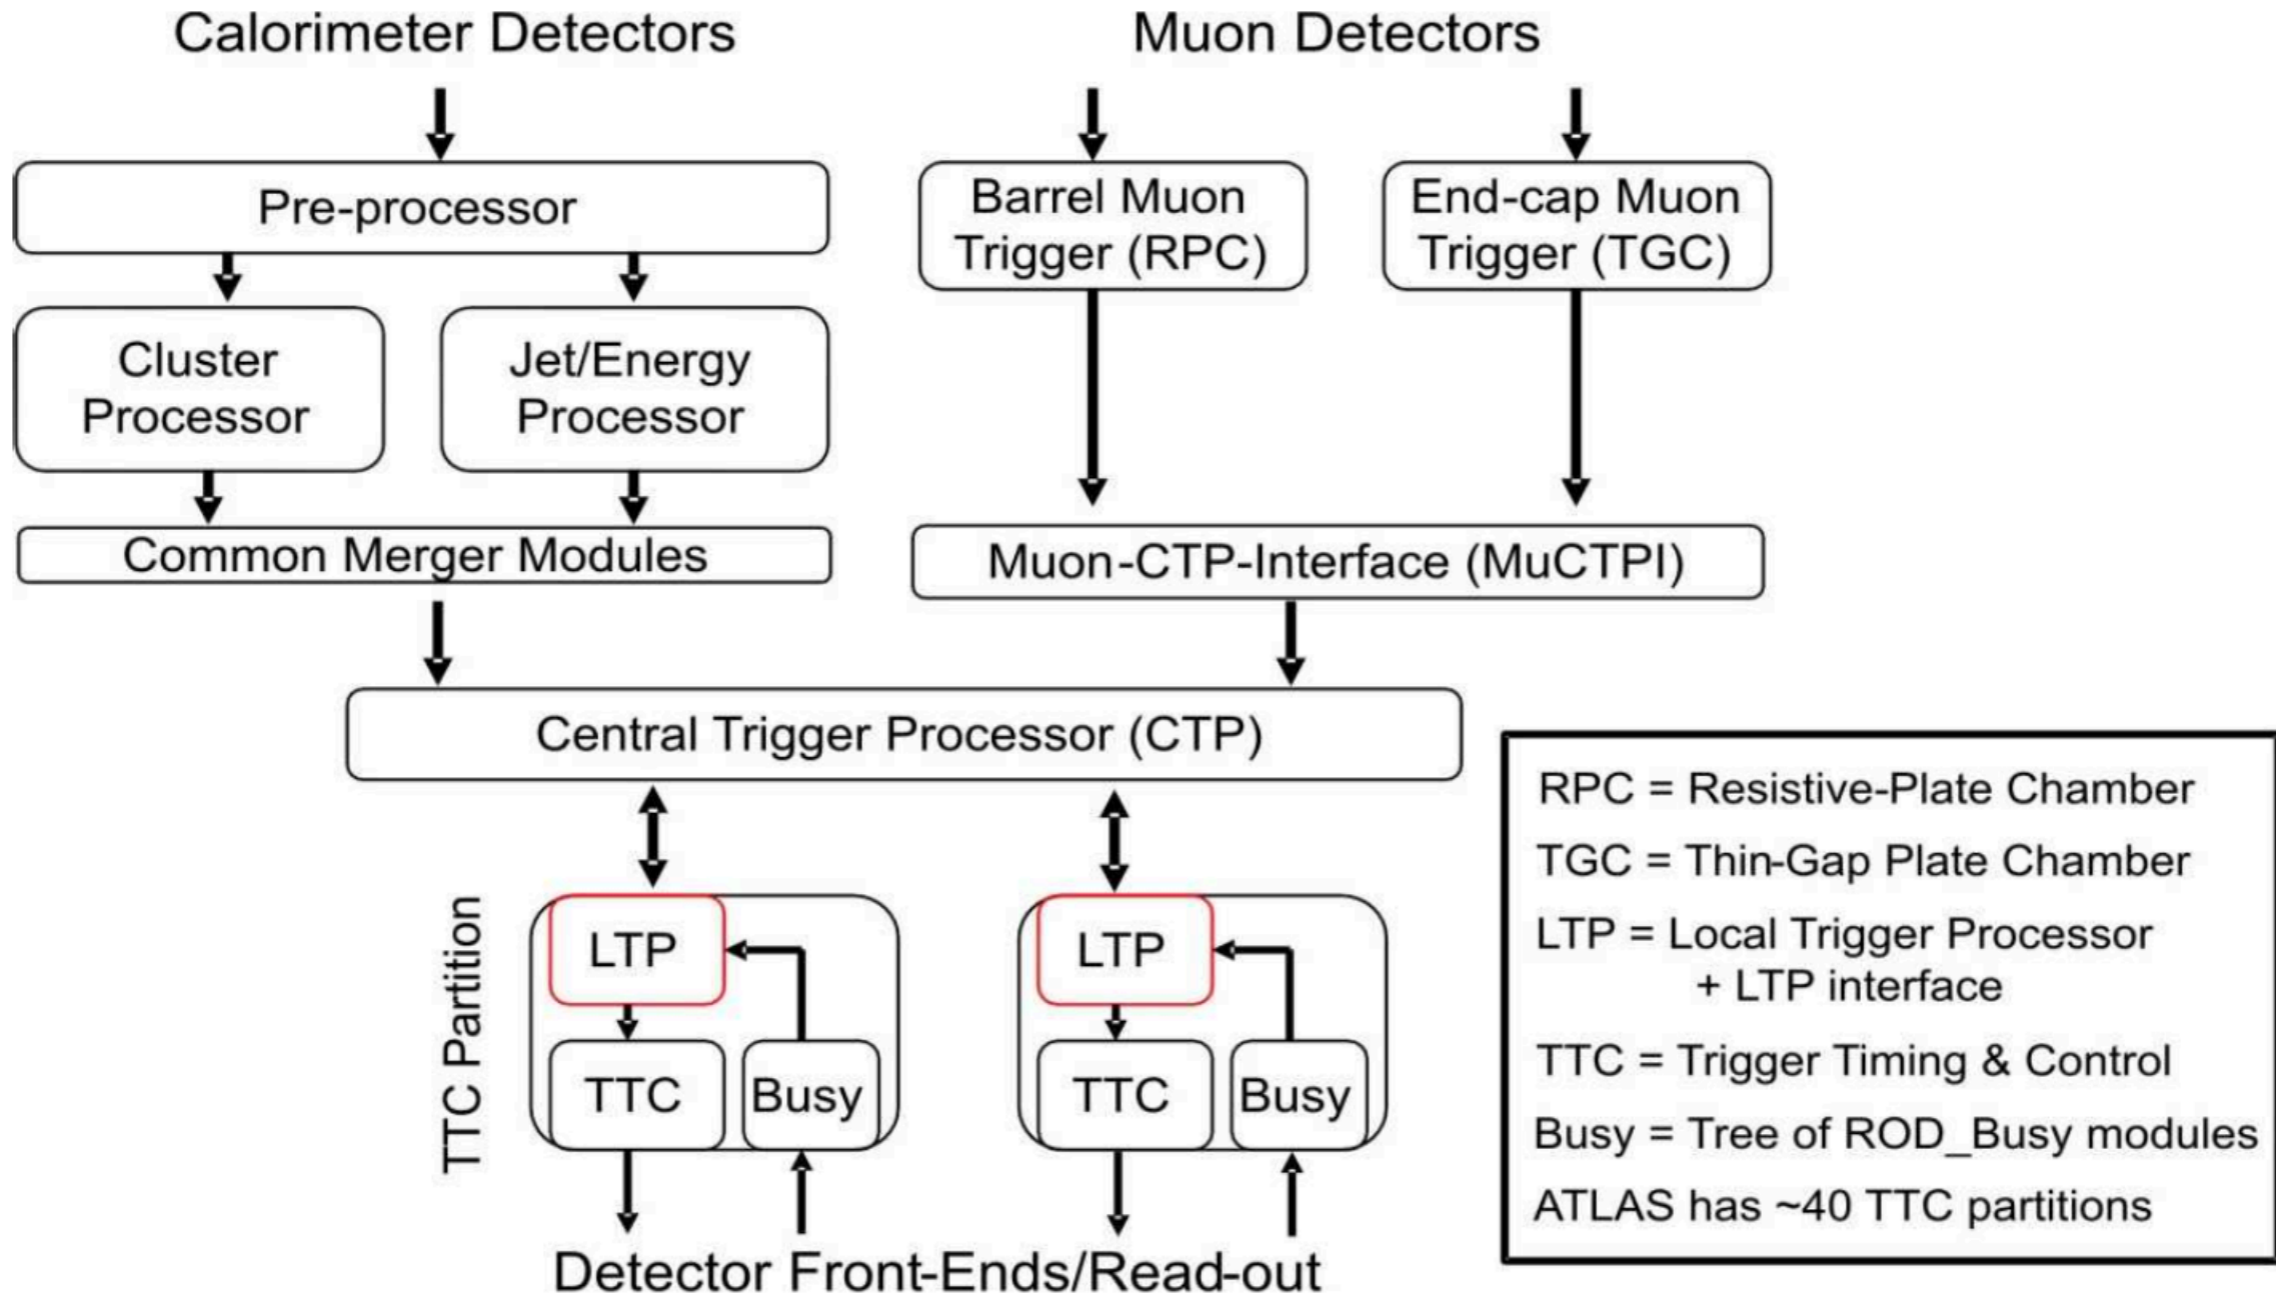 Calorimeter Detectors
Muon Detectors
Pre-processor
Barrel Muon
Trigger (RPC)
End-cap Muon
Trigger (TGC)
Cluster
Processor
Jet/Energy
Processor
Common Merger Modules
Muon-CTP-Interface (MuCTPI)
Central Trigger Processor (CTP)
TTC Partition
LTP
TTC
Busy
LTP
TTC
Busy
Detector Front-Ends/Read-out
RPC = Resistive-Plate Chamber
TGC = Thin-Gap Plate Chamber
LTP = Local Trigger Processor
+ LTP interface
TTC = Trigger Timing & Control
Busy = Tree of ROD_Busy modules
ATLAS has ~40 TTC partitions